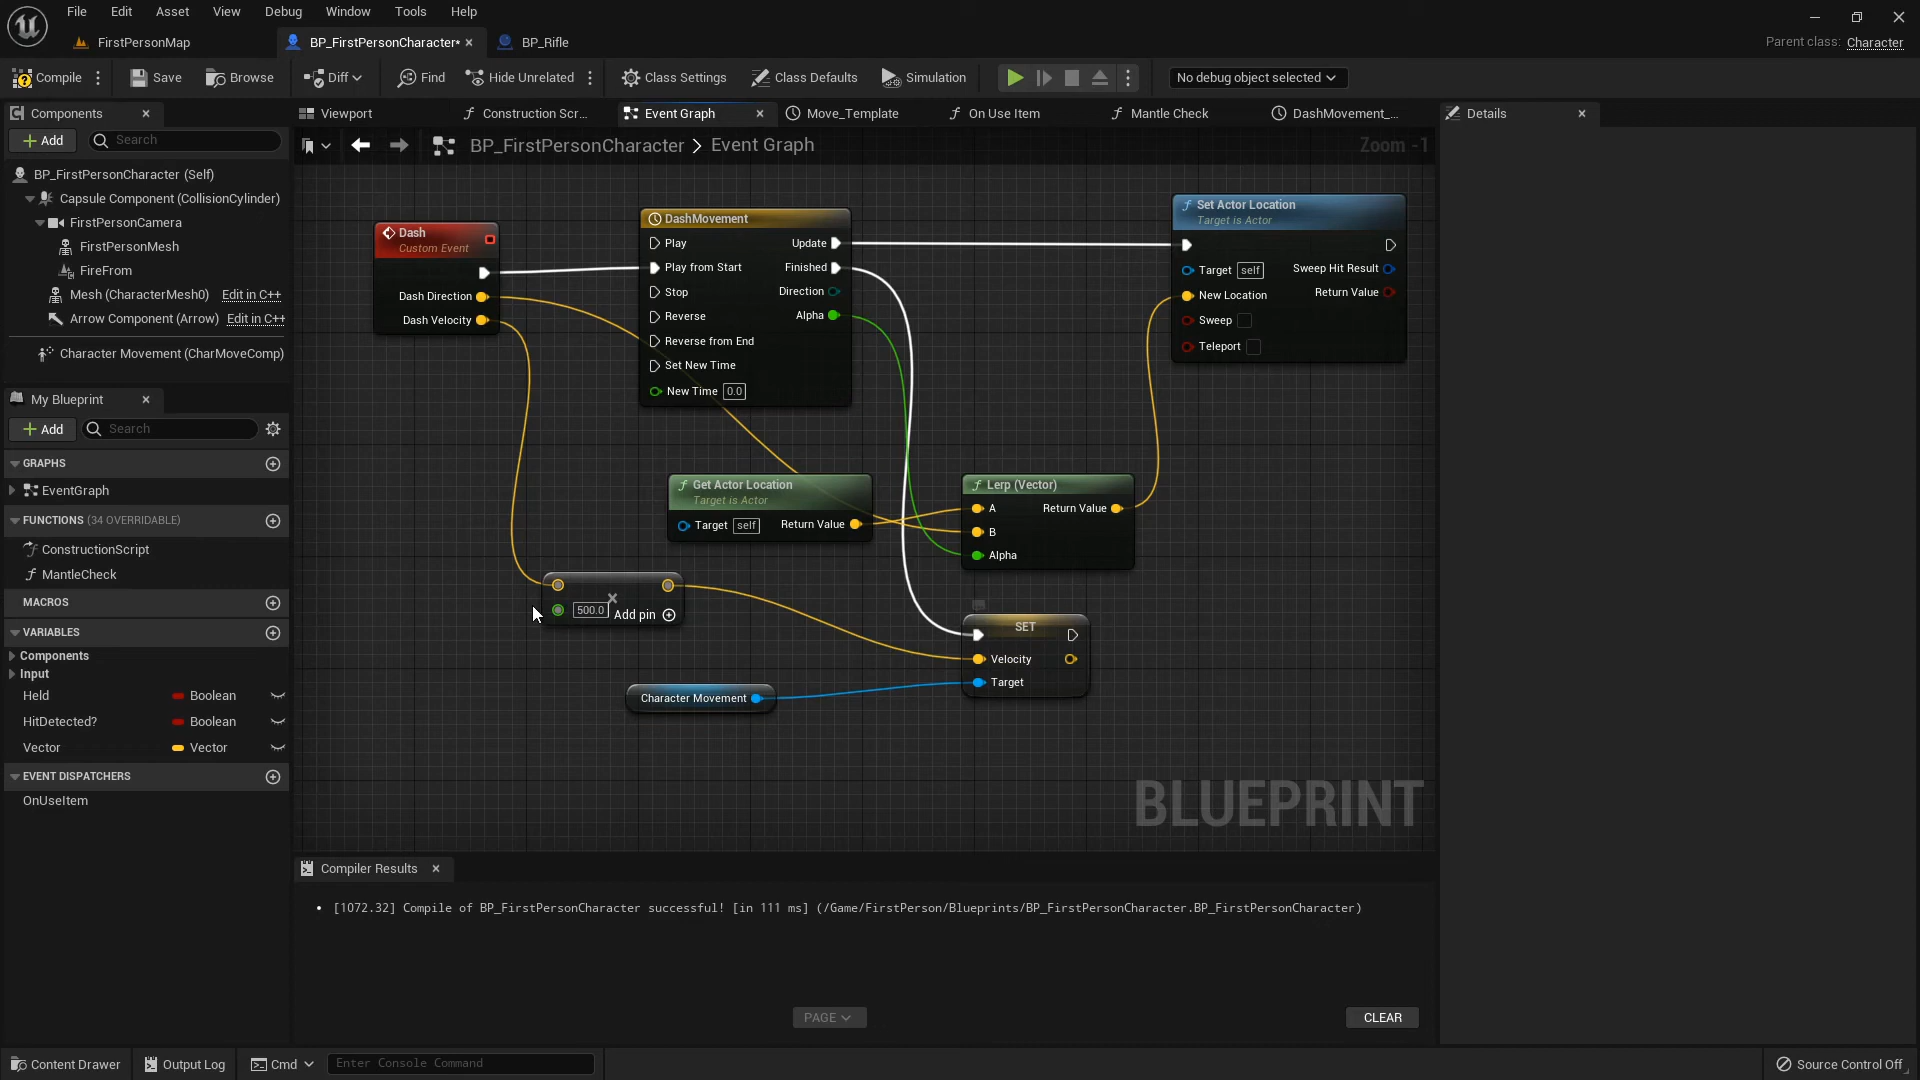 File Edit Asset View Debug Window Tools Help
FirstPersonMap BP_FirstPersonCharacter* BP_Rifle
Parent class: Character
Compile Save Browse Diff Find Hide Unrelated Class Settings Class Defaults Simulation No debug object selected
Components
Add Search
BP_FirstPersonCharacter (Self)
Capsule Component (CollisionCylinder)
FirstPersonCamera
FirstPersonMesh
FireFrom
Mesh (CharacterMesh0) Edit in C++
Arrow Component (Arrow) Edit in C++
Character Movement (CharMoveComp)
My Blueprint
Add Search
GRAPHS
EventGraph
FUNCTIONS (34 OVERRIDABLE)
ConstructionScript
MantleCheck
MACROS
VARIABLES
Components
Input
Held Boolean
HitDetected? Boolean
Vector Vector
EVENT DISPATCHERS
OnUseItem
Viewport Construction Scr... Event Graph Move_Template On Use Item Mantle Check DashMovement_...
BP_FirstPersonCharacter > Event Graph
Zoom -1
Dash
Custom Event
Dash Direction
Dash Velocity
DashMovement
Play Update
Play from Start Finished
Stop Direction
Reverse Alpha
Reverse from End
Set New Time
New Time 0.0
Set Actor Location
Target is Actor
Target self Sweep Hit Result
New Location Return Value
Sweep
Teleport
Get Actor Location
Target is Actor
Target self Return Value
Lerp (Vector)
A Return Value
B
Alpha
500.0 Add pin
SET
Velocity
Target
Character Movement
BLUEPRINT
Compiler Results
[1072.32] Compile of BP_FirstPersonCharacter successful! [in 111 ms] (/Game/FirstPerson/Blueprints/BP_FirstPersonCharacter.BP_FirstPersonCharacter)
PAGE CLEAR
Details
Content Drawer Output Log Cmd Enter Console Command Source Control Off